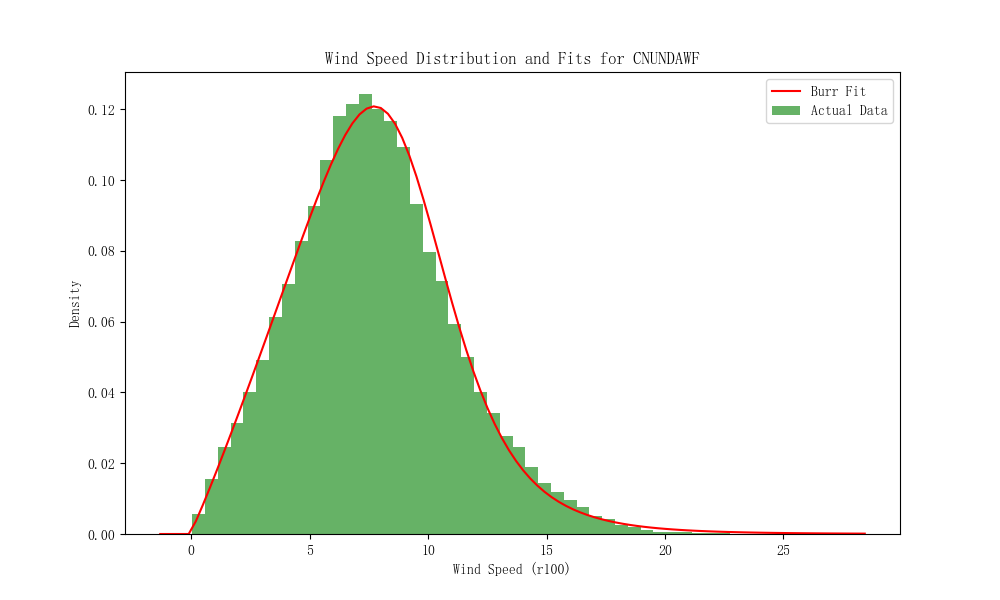 Wind Speed Distribution and Fits for CNUNDAWF
Burr Fit
Actual Data
0.12
0.10
0.08
0.06
0.04
0.02
0.00
Density
0
5
10
15
20
25
Wind Speed (r100)